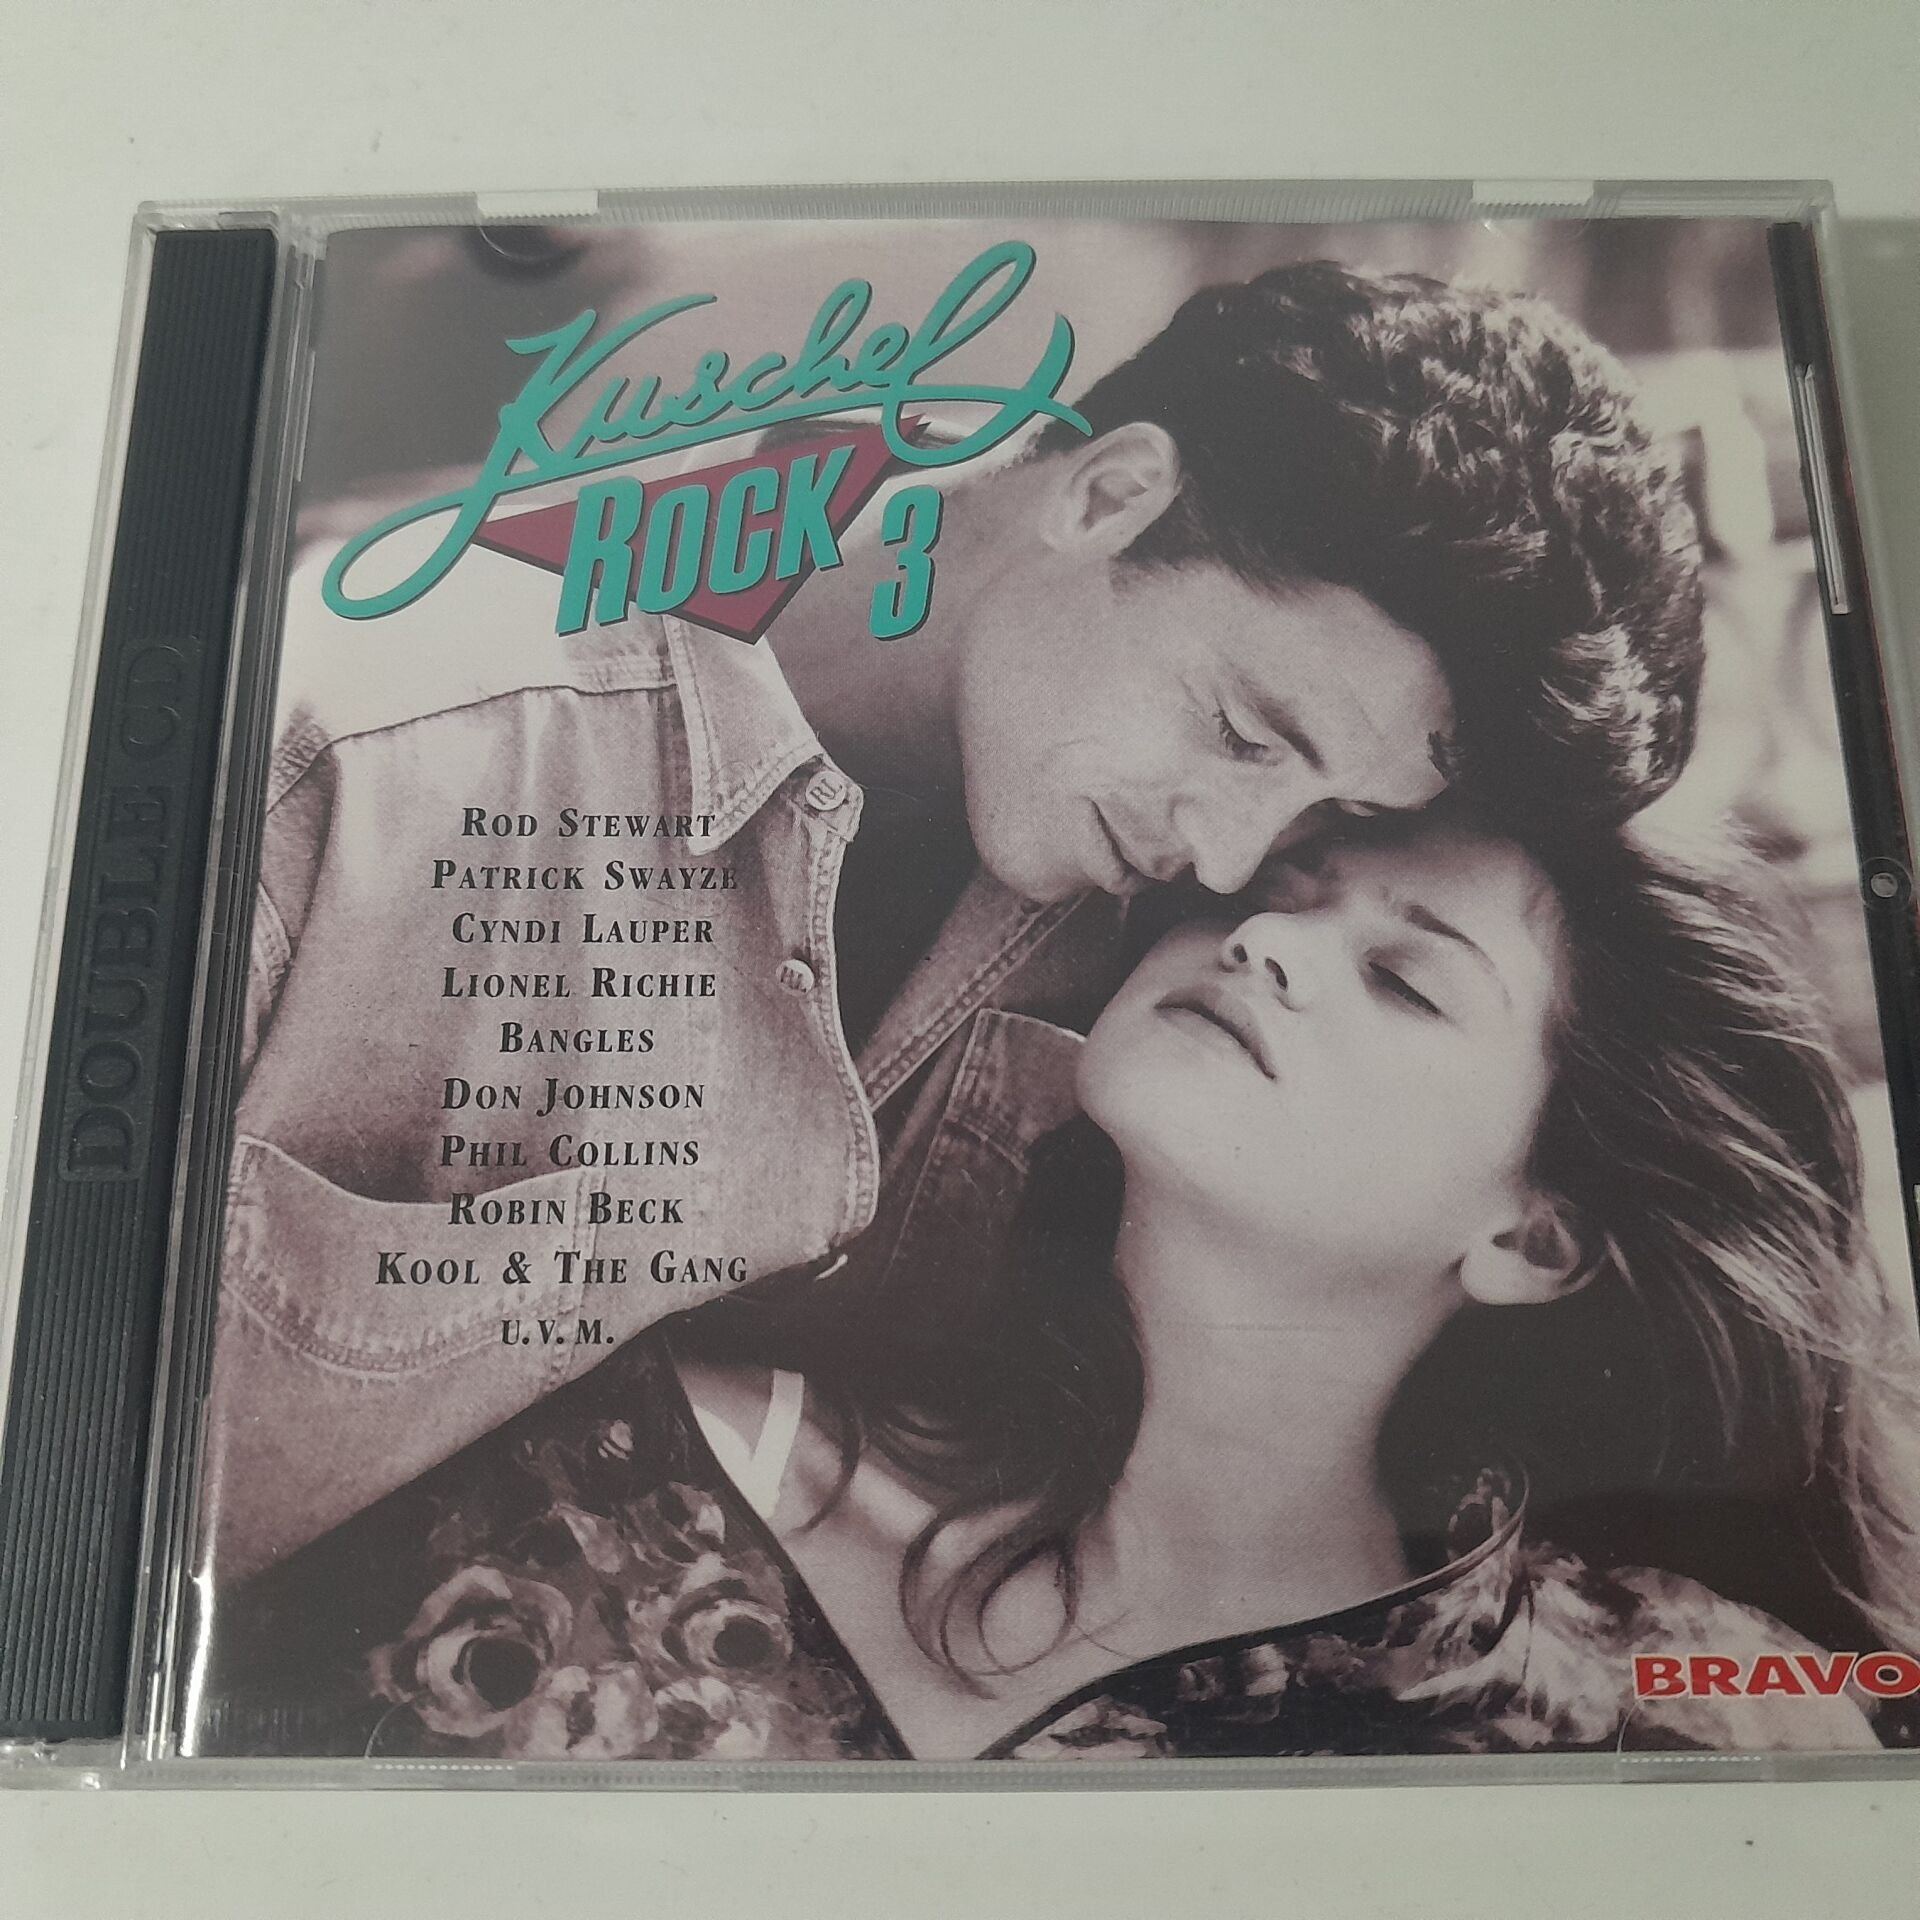 Kuschel
ROCK 3
DOUBLE CD
ROD STEWART
PATRICK SWAYZE
CYNDI LAUPER
LIONEL RICHIE
BANGLES
DON JOHNSON
PHIL COLLINS
ROBIN BECK
KOOL & THE GANG
U.V.M.
BRAVO